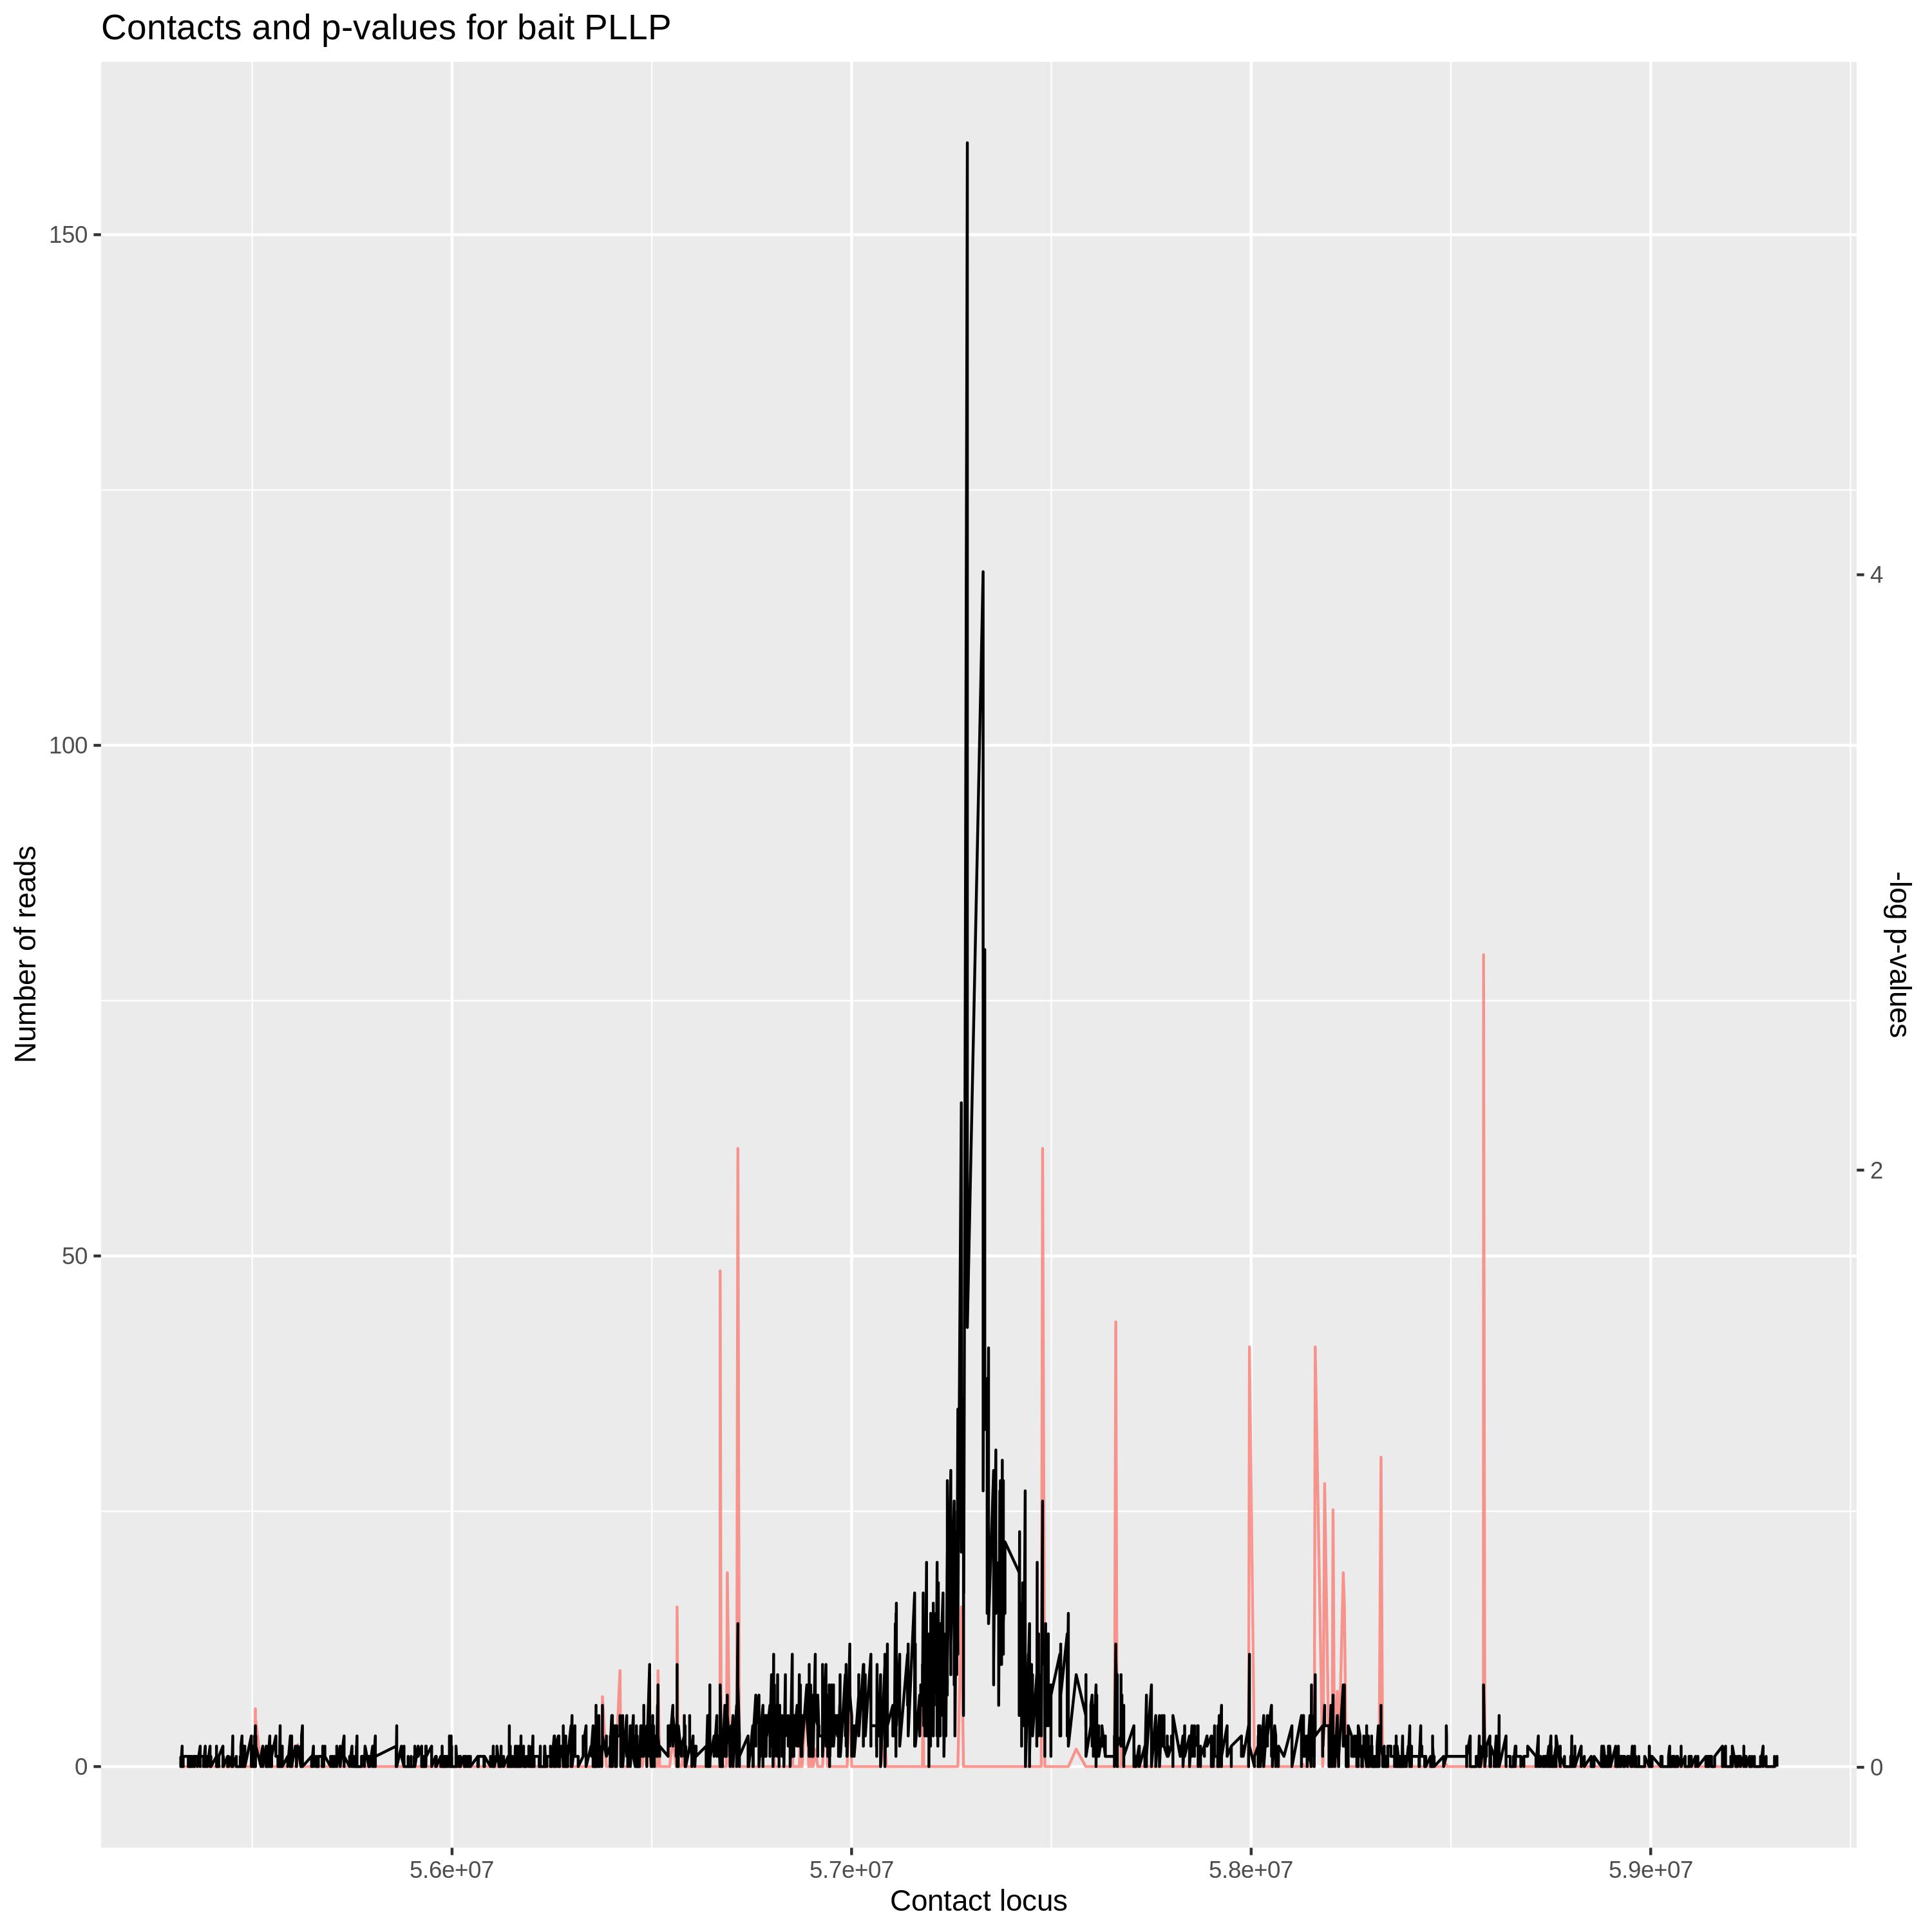 Contacts and p-values for bait PLLP
150
100
50
0
Number of reads
4
2
0
-log p-values
5.6e+07
5.7e+07
5.8e+07
5.9e+07
Contact locus